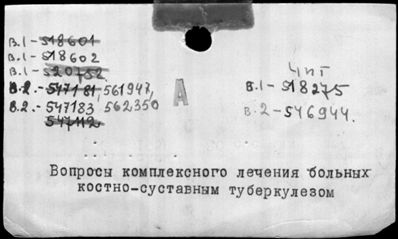 в.1-518601
в.1-518602
в.1-520752
в.2.-547181, 561947,
в.2.-547183, 562350
547112
А
Чит
в.1-518275
в.2-546944.
Вопросы комплексного лечения больных
костно-суставным туберкулезом